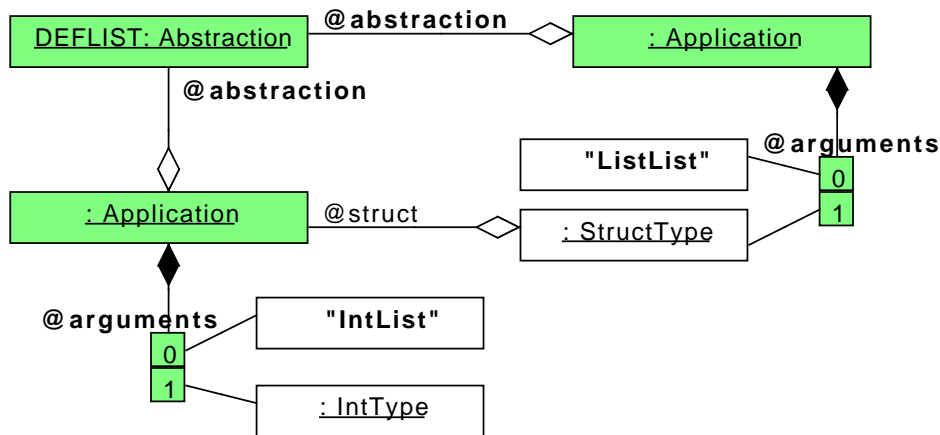 @abstraction
DEFLIST: Abstraction
: Application
@abstraction
@arguments
"ListList"
0
1
: Application
@struct
: StructType
@arguments
"IntList"
0
1
: IntType